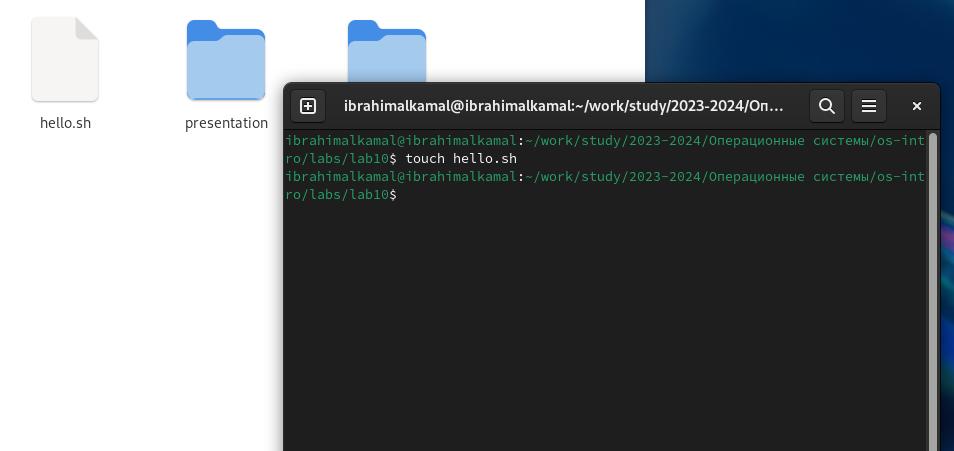 hello.sh
presentation
ibrahimalkamal@ibrahimalkamal:~/work/study/2023-2024/Оп...
ibrahimalkamal@ibrahimalkamal:~/work/study/2023-2024/Операционные системы/os-int
ro/labs/lab10$ touch hello.sh
ibrahimalkamal@ibrahimalkamal:~/work/study/2023-2024/Операционные системы/os-int
ro/labs/lab10$